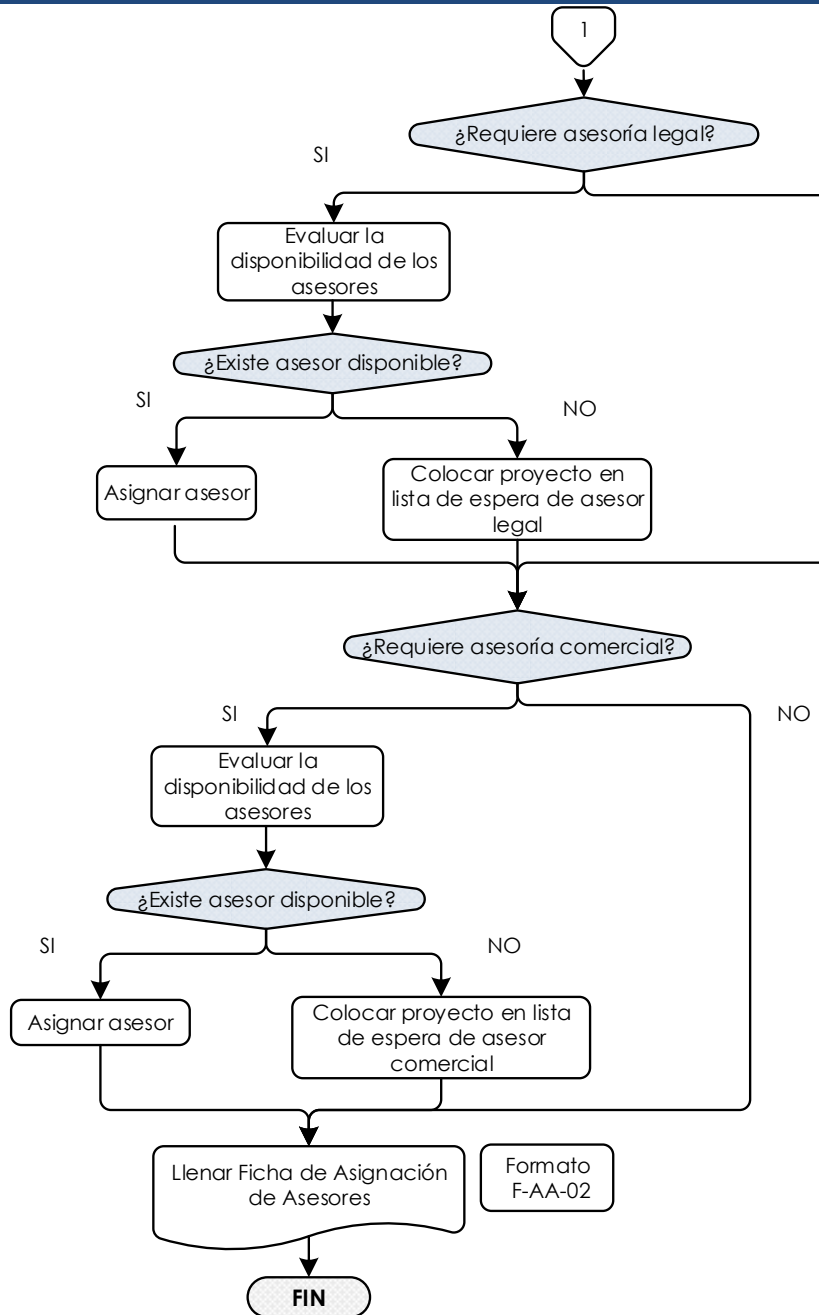 1
¿Requiere asesoría legal?
SI
Evaluar la
disponibilidad de los
asesores
¿Existe asesor disponible?
SI
NO
Asignar asesor
Colocar proyecto en
lista de espera de asesor
legal
¿Requiere asesoría comercial?
SI
NO
Evaluar la
disponibilidad de los
asesores
¿Existe asesor disponible?
SI
NO
Asignar asesor
Colocar proyecto en lista
de espera de asesor
comercial
Llenar Ficha de Asignación
de Asesores
Formato
F-AA-02
FIN